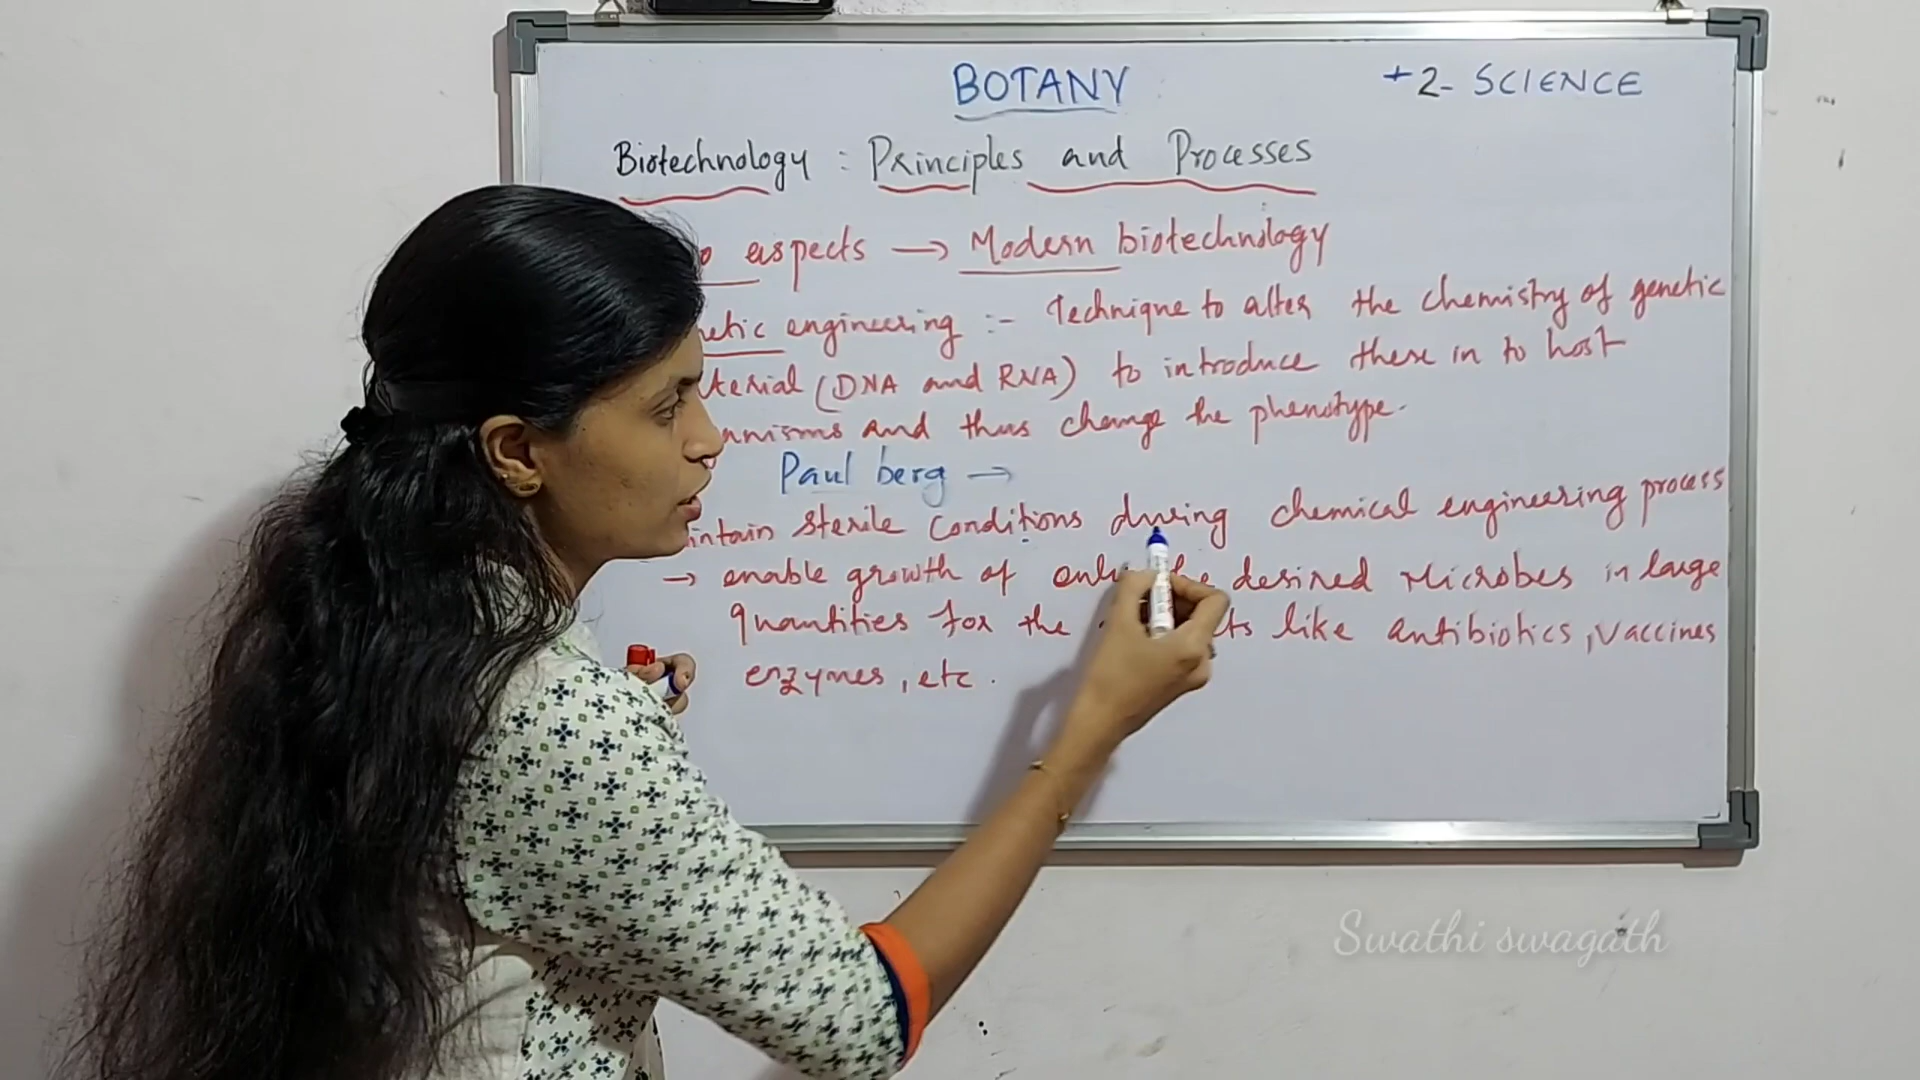 BOTANY
+2- SCIENCE
Biotechnology : Principles and Processes
aspects → Modern biotechnology
engineering :- Technique to alter the chemistry of genetic
(DNA and RNA) to introduce these in to host
and thus change the phenotype.
Paul berg →
sterile conditions during chemical engineering process
→ enable growth of only desired Microbes in large
quantities for the like antibiotics, vaccines
enzymes, etc.
Swathi swagath